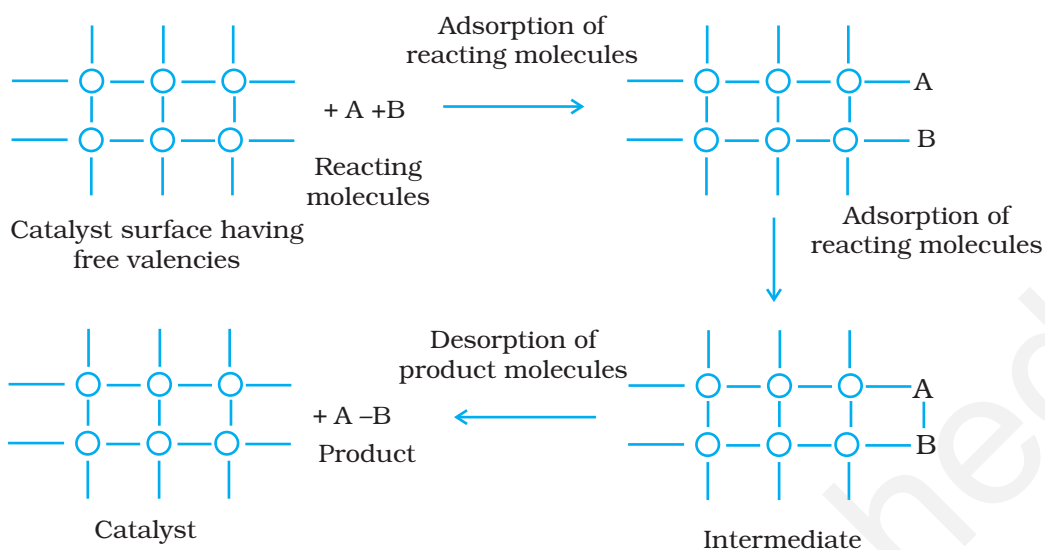 Adsorption of
reacting molecules
+ A +B
Reacting
molecules
A
B
Catalyst surface having
free valencies
Adsorption of
reacting molecules
Desorption of
product molecules
+ A –B
Product
A
B
Catalyst
Intermediate